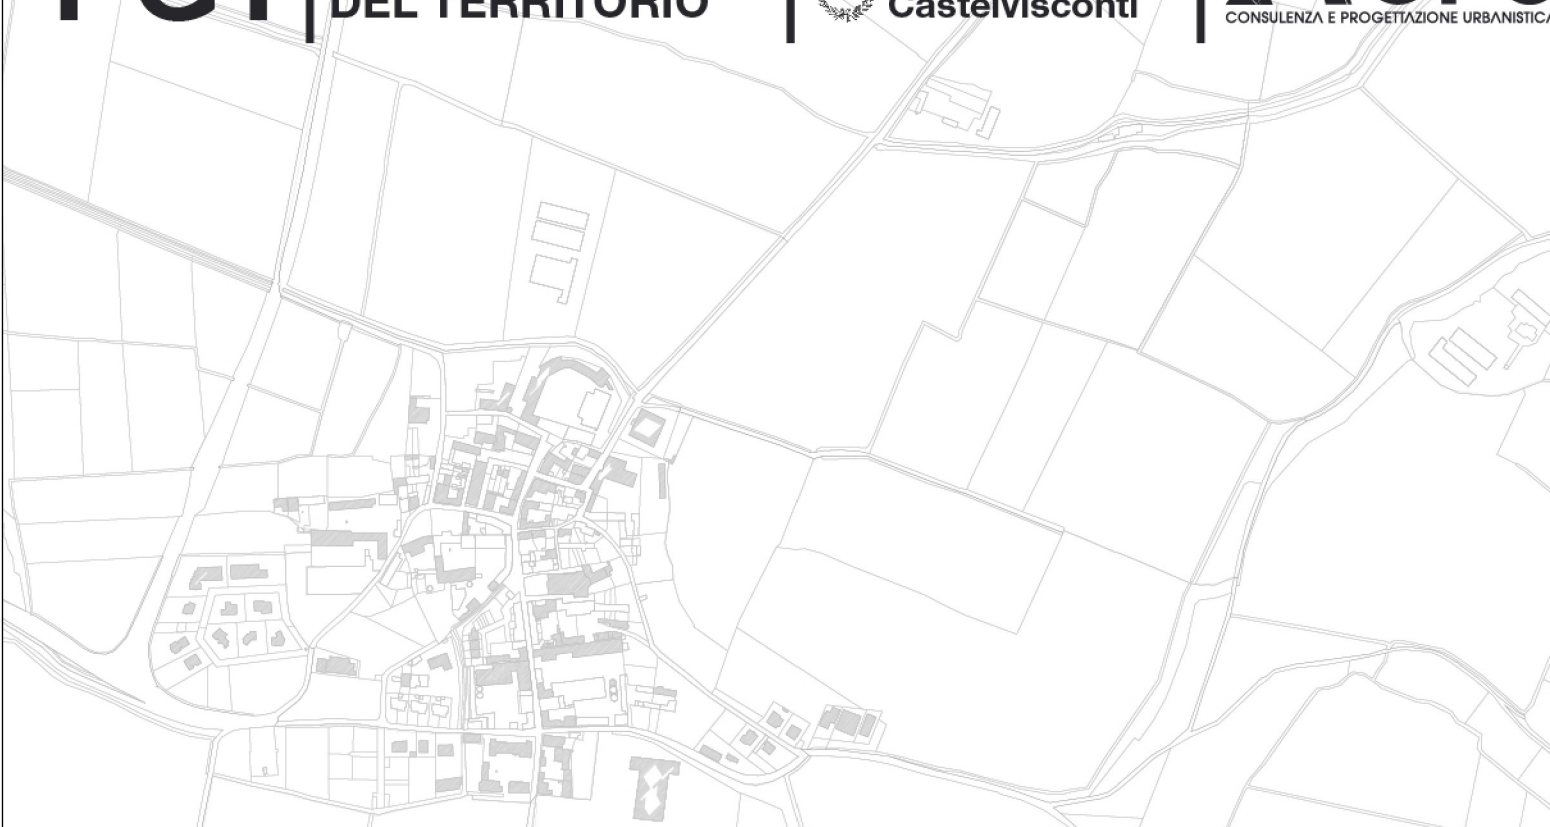 DEL TERRITORIO
Castelvisconti
CONSULENZA E PROGETTAZIONE URBANISTICA